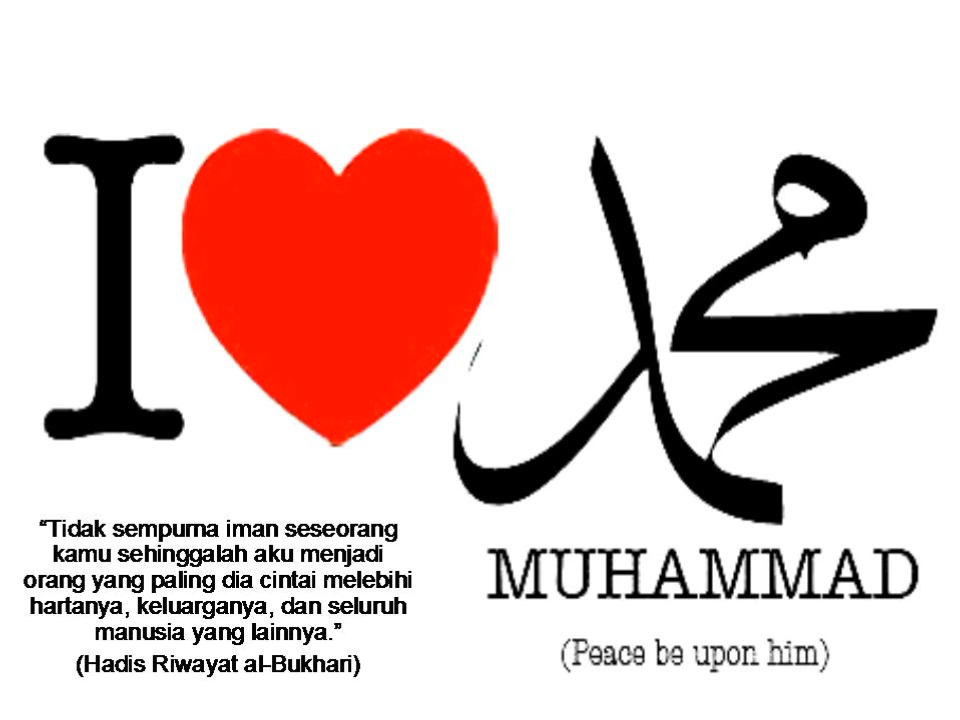 I محمد
“Tidak sempurna iman seseorang
kamu sehinggalah aku menjadi
orang yang paling dia cintai melebihi
hartanya, keluarganya, dan seluruh
manusia yang lainnya.”
(Hadis Riwayat al-Bukhari)
MUHAMMAD
(Peace be upon him)